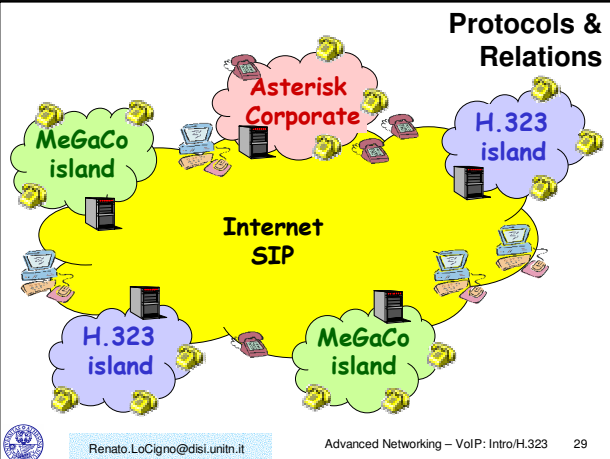 Protocols &
Relations
Asterisk
Corporate
MeGaCo
island
H.323
island
Internet
SIP
H.323
island
MeGaCo
island
Renato.LoCigno@disi.unitn.it
Advanced Networking – VoIP: Intro/H.323 29